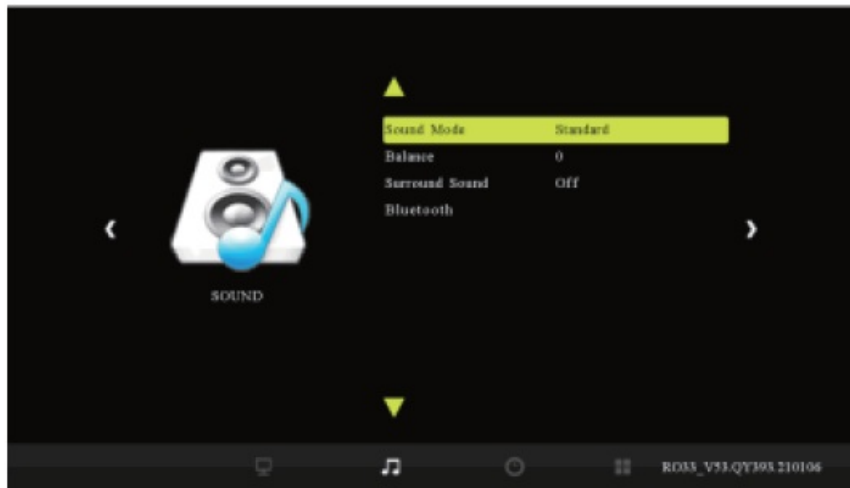 Sound Mode Standard
Balance 0
Surround Sound Off
Bluetooth
SOUND
RO33_V53.QY393.210106